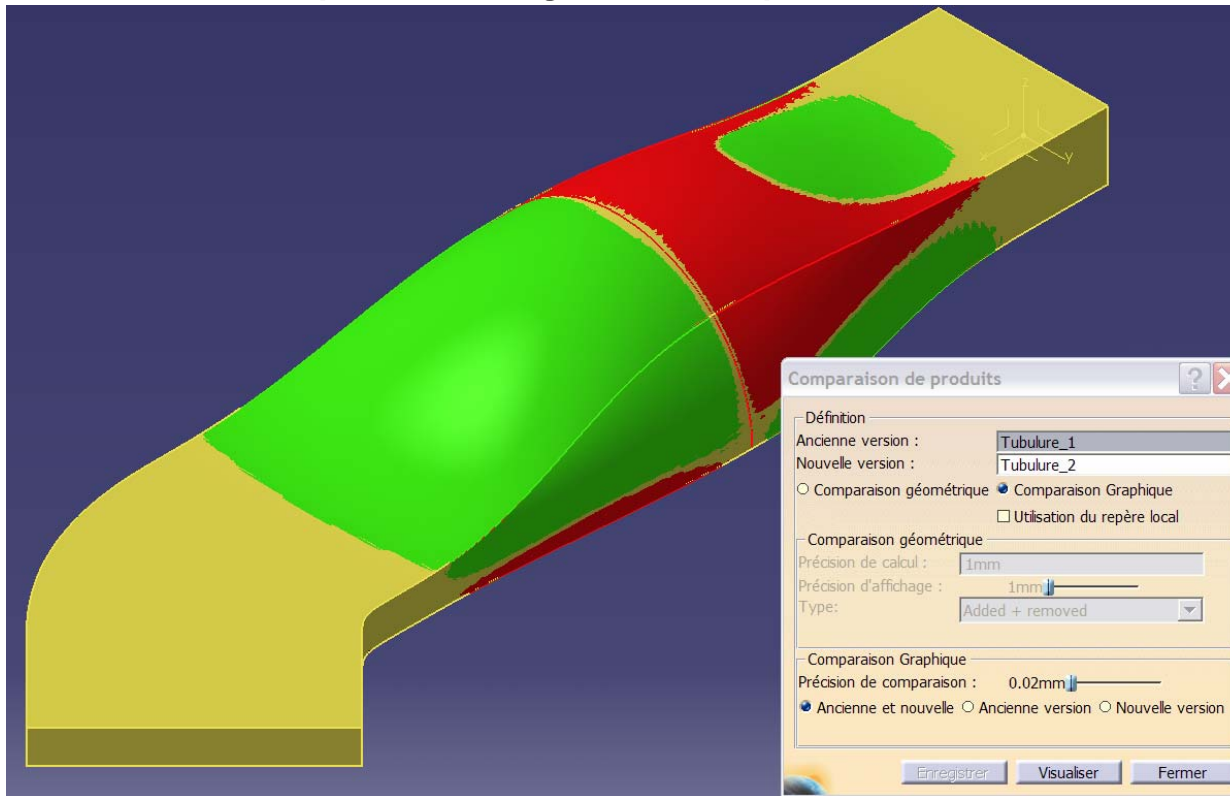 z
x
y
Comparaison de produits
Définition
Ancienne version : Tubulure_1
Nouvelle version : Tubulure_2
Comparaison géométrique Comparaison Graphique
Utilisation du repère local
Comparaison géométrique
Précision de calcul : 1mm
Précision d'affichage : 1mm
Type: Added + removed
Comparaison Graphique
Précision de comparaison : 0.02mm
Ancienne et nouvelle Ancienne version Nouvelle version
Enregistrer Visualiser Fermer